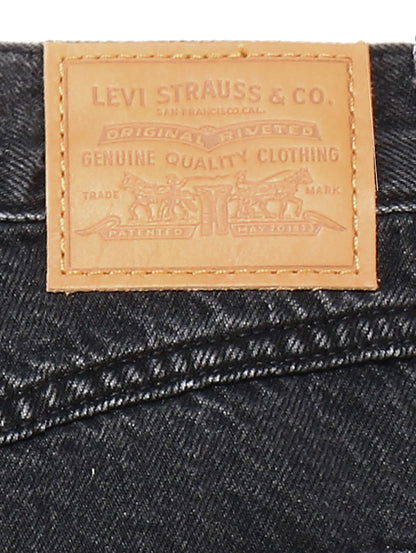 LEVI STRAUSS & CO.
SAN FRANCISCO, CAL.
ORIGINAL RIVETED
GENUINE QUALITY CLOTHING
TRADE MARK
PATENTED MAY 20 1873